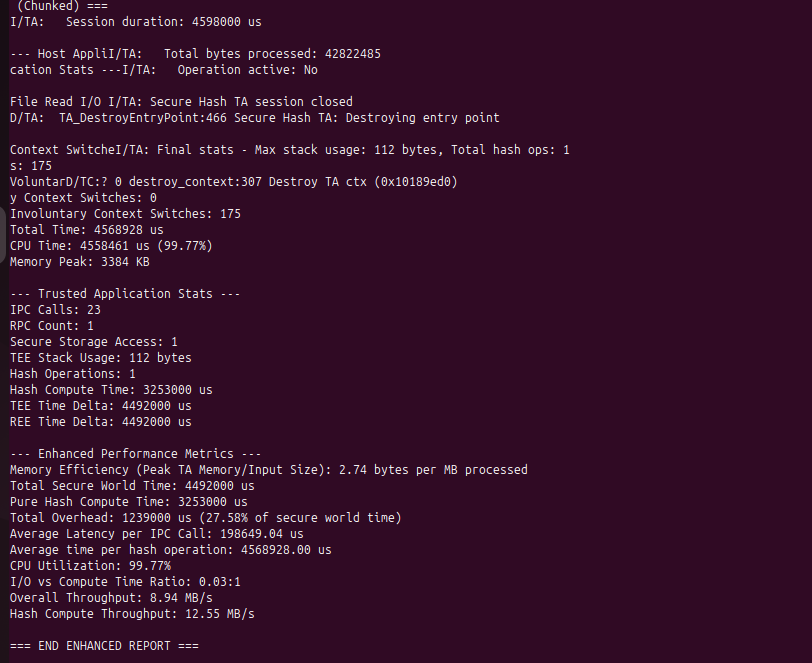 (Chunked) ===
I/TA:   Session duration: 4598000 us

--- Host AppliI/TA:   Total bytes processed: 42822485
cation Stats ---I/TA:   Operation active: No

File Read I/O I/TA: Secure Hash TA session closed
D/TA:  TA_DestroyEntryPoint:466 Secure Hash TA: Destroying entry point

Context SwitcheI/TA: Final stats - Max stack usage: 112 bytes, Total hash ops: 1
s: 175
VoluntarD/TC:? 0 destroy_context:307 Destroy TA ctx (0x10189ed0)
y Context Switches: 0
Involuntary Context Switches: 175
Total Time: 4568928 us
CPU Time: 4558461 us (99.77%)
Memory Peak: 3384 KB

--- Trusted Application Stats ---
IPC Calls: 23
RPC Count: 1
Secure Storage Access: 1
TEE Stack Usage: 112 bytes
Hash Operations: 1
Hash Compute Time: 3253000 us
TEE Time Delta: 4492000 us
REE Time Delta: 4492000 us

--- Enhanced Performance Metrics ---
Memory Efficiency (Peak TA Memory/Input Size): 2.74 bytes per MB processed
Total Secure World Time: 4492000 us
Pure Hash Compute Time: 3253000 us
Total Overhead: 1239000 us (27.58% of secure world time)
Average Latency per IPC Call: 198649.04 us
Average time per hash operation: 4568928.00 us
CPU Utilization: 99.77%
I/O vs Compute Time Ratio: 0.03:1
Overall Throughput: 8.94 MB/s
Hash Compute Throughput: 12.55 MB/s

=== END ENHANCED REPORT ===